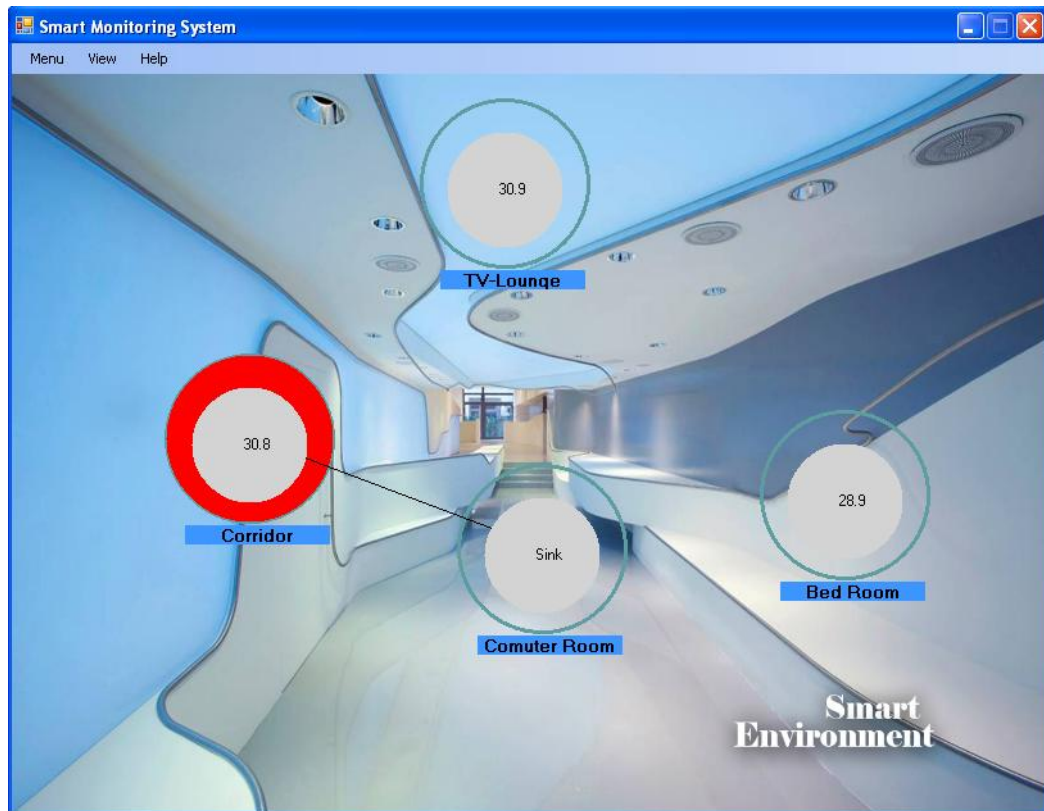 Smart Monitoring System
Menu View Help
30.9
TV-Lounge
30.8
Corridor
28.9
Sink
Bed Room
Comuter Room
Smart
Environment